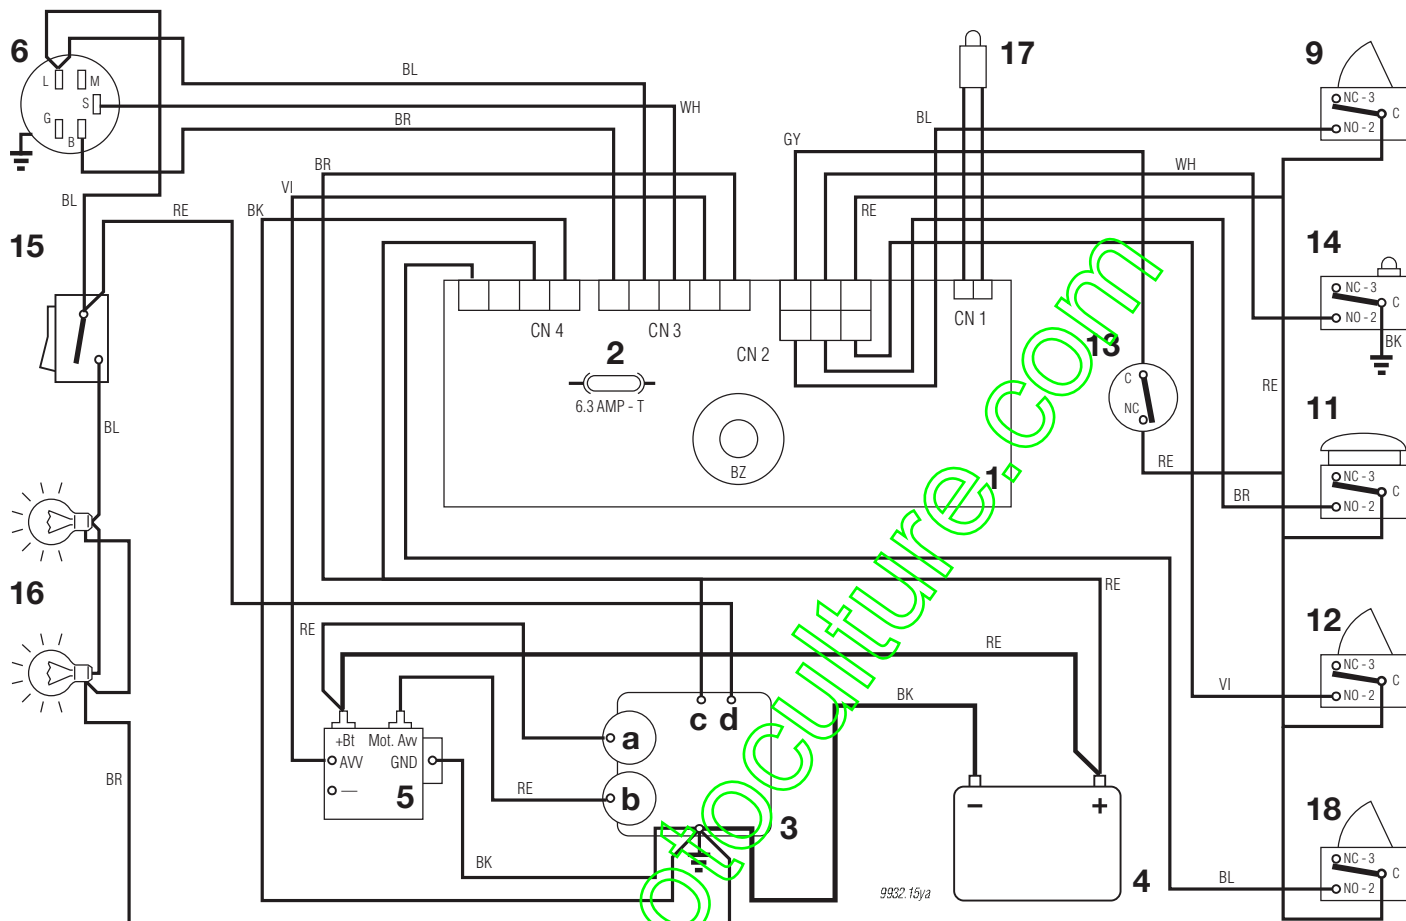 6
L
M
S
G
B
BL
WH
BR
BR
VI
BK
BL
RE
15
BL
16
BR
17
BL
GY
WH
RE
9
NC - 3
C
NO - 2
14
NC - 3
C
NO - 2
BK
CN 4
CN 3
CN 2
CN 1
2
6.3 AMP - T
BZ
1
13
C
NC
RE
RE
11
NC - 3
C
NO - 2
BR
RE
12
NC - 3
C
NO - 2
VI
RE
RE
BK
c d
a
b
3
+Bt
Mot. Avv
AVV
GND
—
5
RE
BK
-
+
4
9932.15ya
18
NC - 3
C
NO - 2
BL
otoculture.com